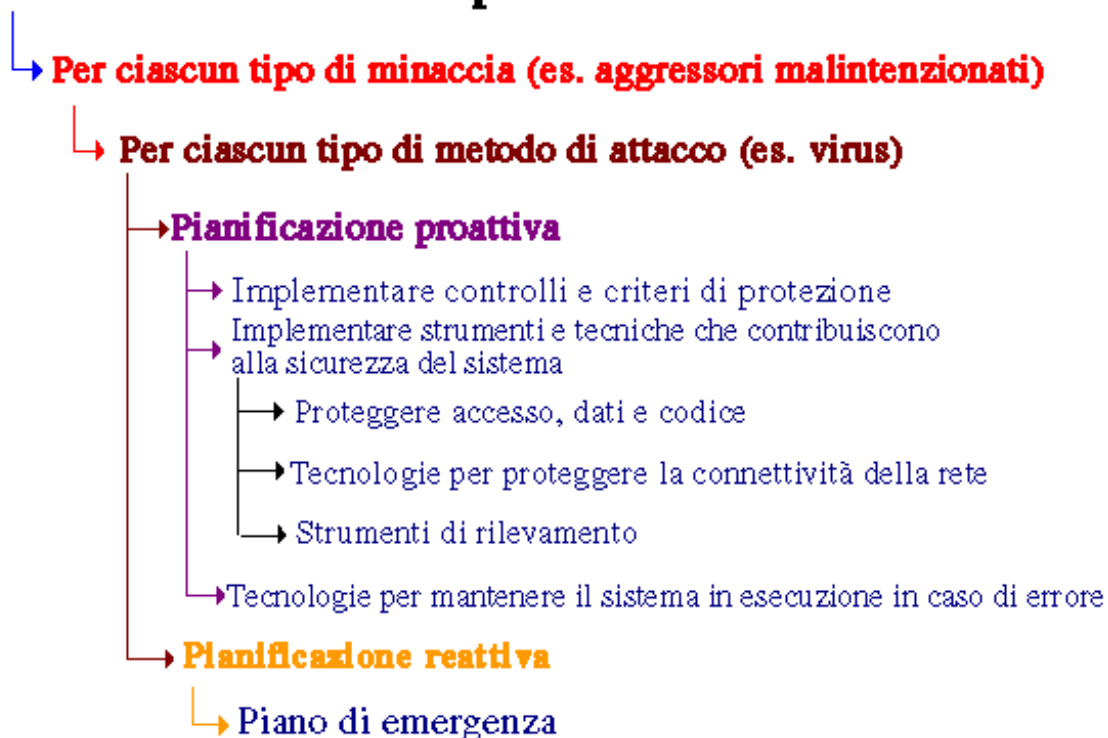 Per ciascun tipo di minaccia (es. aggressori malintenzionati)
Per ciascun tipo di metodo di attacco (es. virus)
Pianificazione proattiva
Implementare controlli e criteri di protezione
Implementare strumenti e tecniche che contribuiscono
alla sicurezza del sistema
Proteggere accesso, dati e codice
Tecnologie per proteggere la connettività della rete
Strumenti di rilevamento
Tecnologie per mantenere il sistema in esecuzione in caso di errore
Pianificazione reattiva
Piano di emergenza